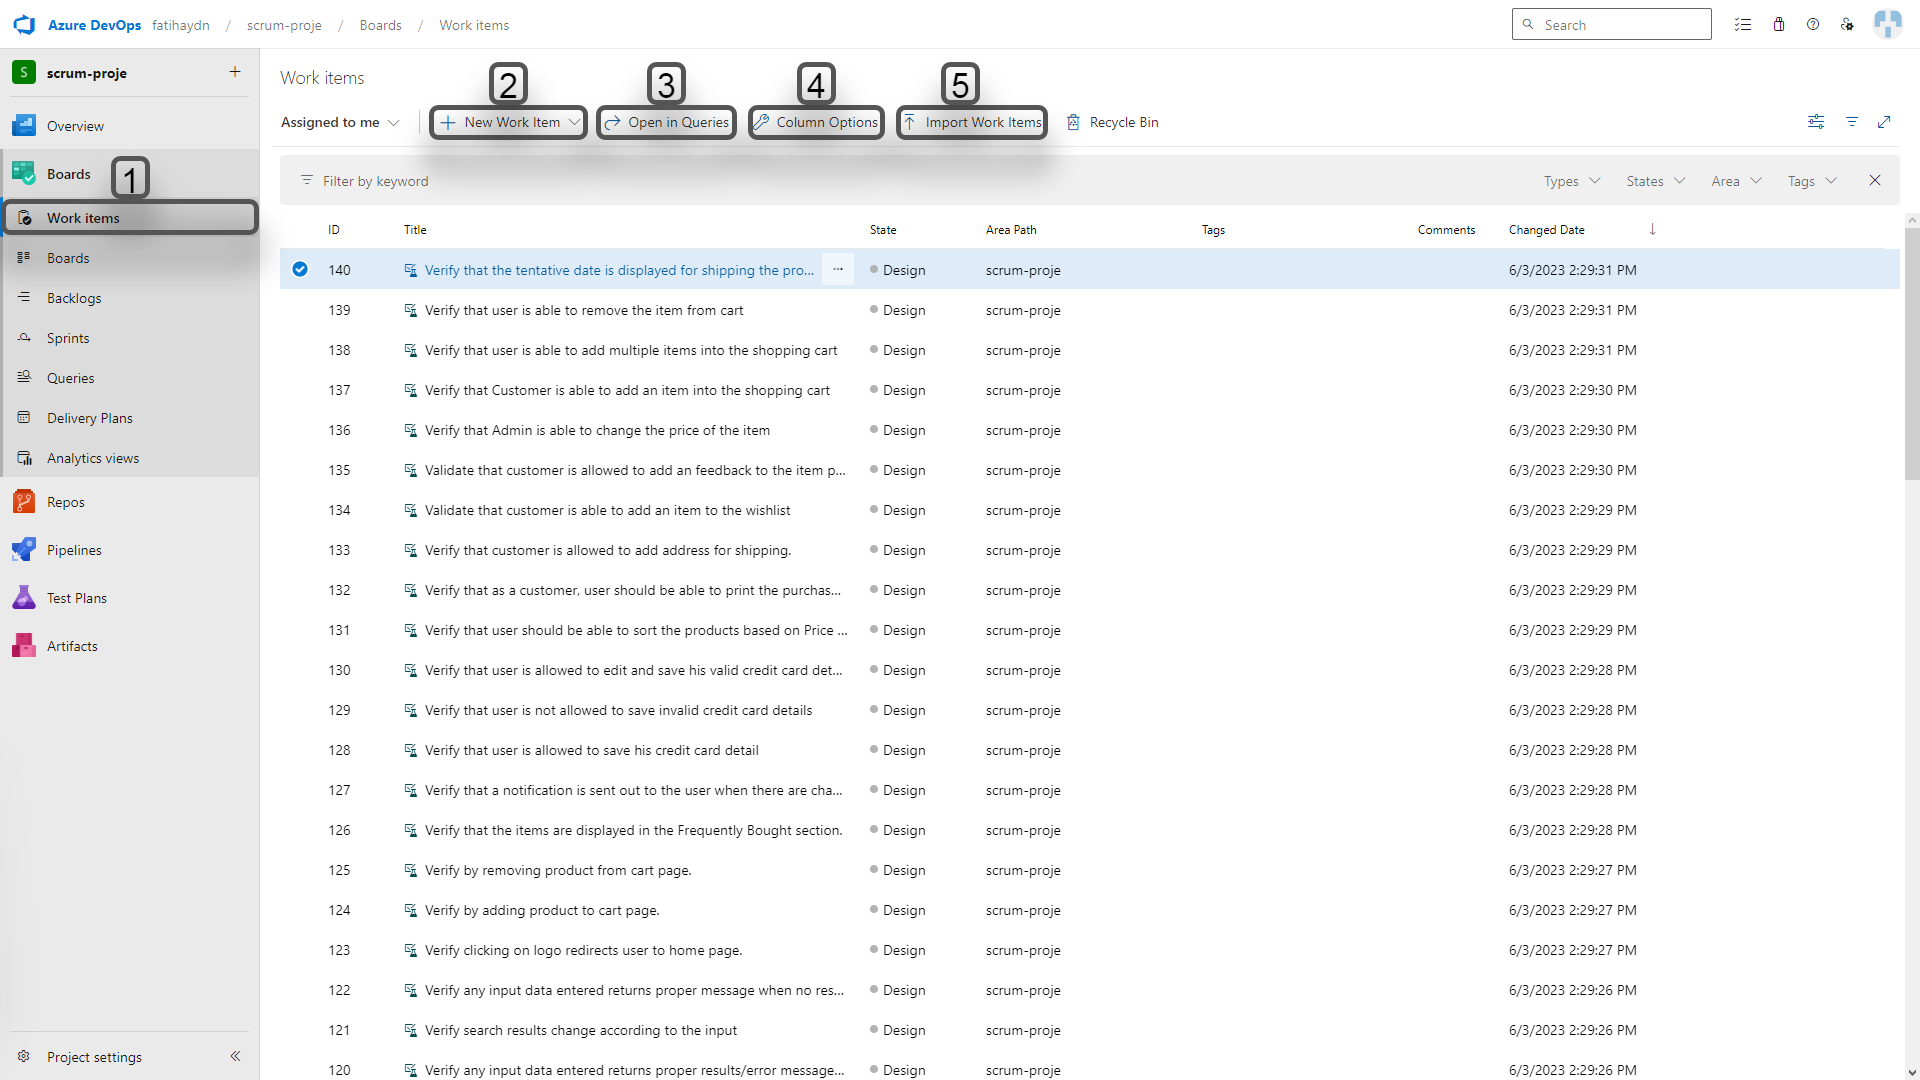 Azure DevOps fatihaydn / scrum-proje / Boards / Work items Search
S scrum-proje +
Work items
2 3 4 5
Assigned to me New Work Item Open in Queries Column Options Import Work Items Recycle Bin
Overview
Boards
1
Work items
Boards
Backlogs
Sprints
Queries
Delivery Plans
Analytics views
Repos
Pipelines
Test Plans
Artifacts
Project settings
Filter by keyword Types States Area Tags
ID Title State Area Path Tags Comments Changed Date
140 Verify that the tentative date is displayed for shipping the pro... ... Design scrum-proje 6/3/2023 2:29:31 PM
139 Verify that user is able to remove the item from cart Design scrum-proje 6/3/2023 2:29:31 PM
138 Verify that user is able to add multiple items into the shopping cart Design scrum-proje 6/3/2023 2:29:31 PM
137 Verify that Customer is able to add an item into the shopping cart Design scrum-proje 6/3/2023 2:29:30 PM
136 Verify that Admin is able to change the price of the item Design scrum-proje 6/3/2023 2:29:30 PM
135 Validate that customer is allowed to add an feedback to the item p... Design scrum-proje 6/3/2023 2:29:30 PM
134 Validate that customer is able to add an item to the wishlist Design scrum-proje 6/3/2023 2:29:29 PM
133 Verify that customer is allowed to add address for shipping. Design scrum-proje 6/3/2023 2:29:29 PM
132 Verify that as a customer, user should be able to print the purchas... Design scrum-proje 6/3/2023 2:29:29 PM
131 Verify that user should be able to sort the products based on Price ... Design scrum-proje 6/3/2023 2:29:29 PM
130 Verify that user is allowed to edit and save his valid credit card det... Design scrum-proje 6/3/2023 2:29:28 PM
129 Verify that user is not allowed to save invalid credit card details Design scrum-proje 6/3/2023 2:29:28 PM
128 Verify that user is allowed to save his credit card detail Design scrum-proje 6/3/2023 2:29:28 PM
127 Verify that a notification is sent out to the user when there are cha... Design scrum-proje 6/3/2023 2:29:28 PM
126 Verify that the items are displayed in the Frequently Bought section. Design scrum-proje 6/3/2023 2:29:28 PM
125 Verify by removing product from cart page. Design scrum-proje 6/3/2023 2:29:27 PM
124 Verify by adding product to cart page. Design scrum-proje 6/3/2023 2:29:27 PM
123 Verify clicking on logo redirects user to home page. Design scrum-proje 6/3/2023 2:29:27 PM
122 Verify any input data entered returns proper message when no res... Design scrum-proje 6/3/2023 2:29:26 PM
121 Verify search results change according to the input Design scrum-proje 6/3/2023 2:29:26 PM
120 Verify any input data entered returns proper results/error message... Design scrum-proje 6/3/2023 2:29:26 PM